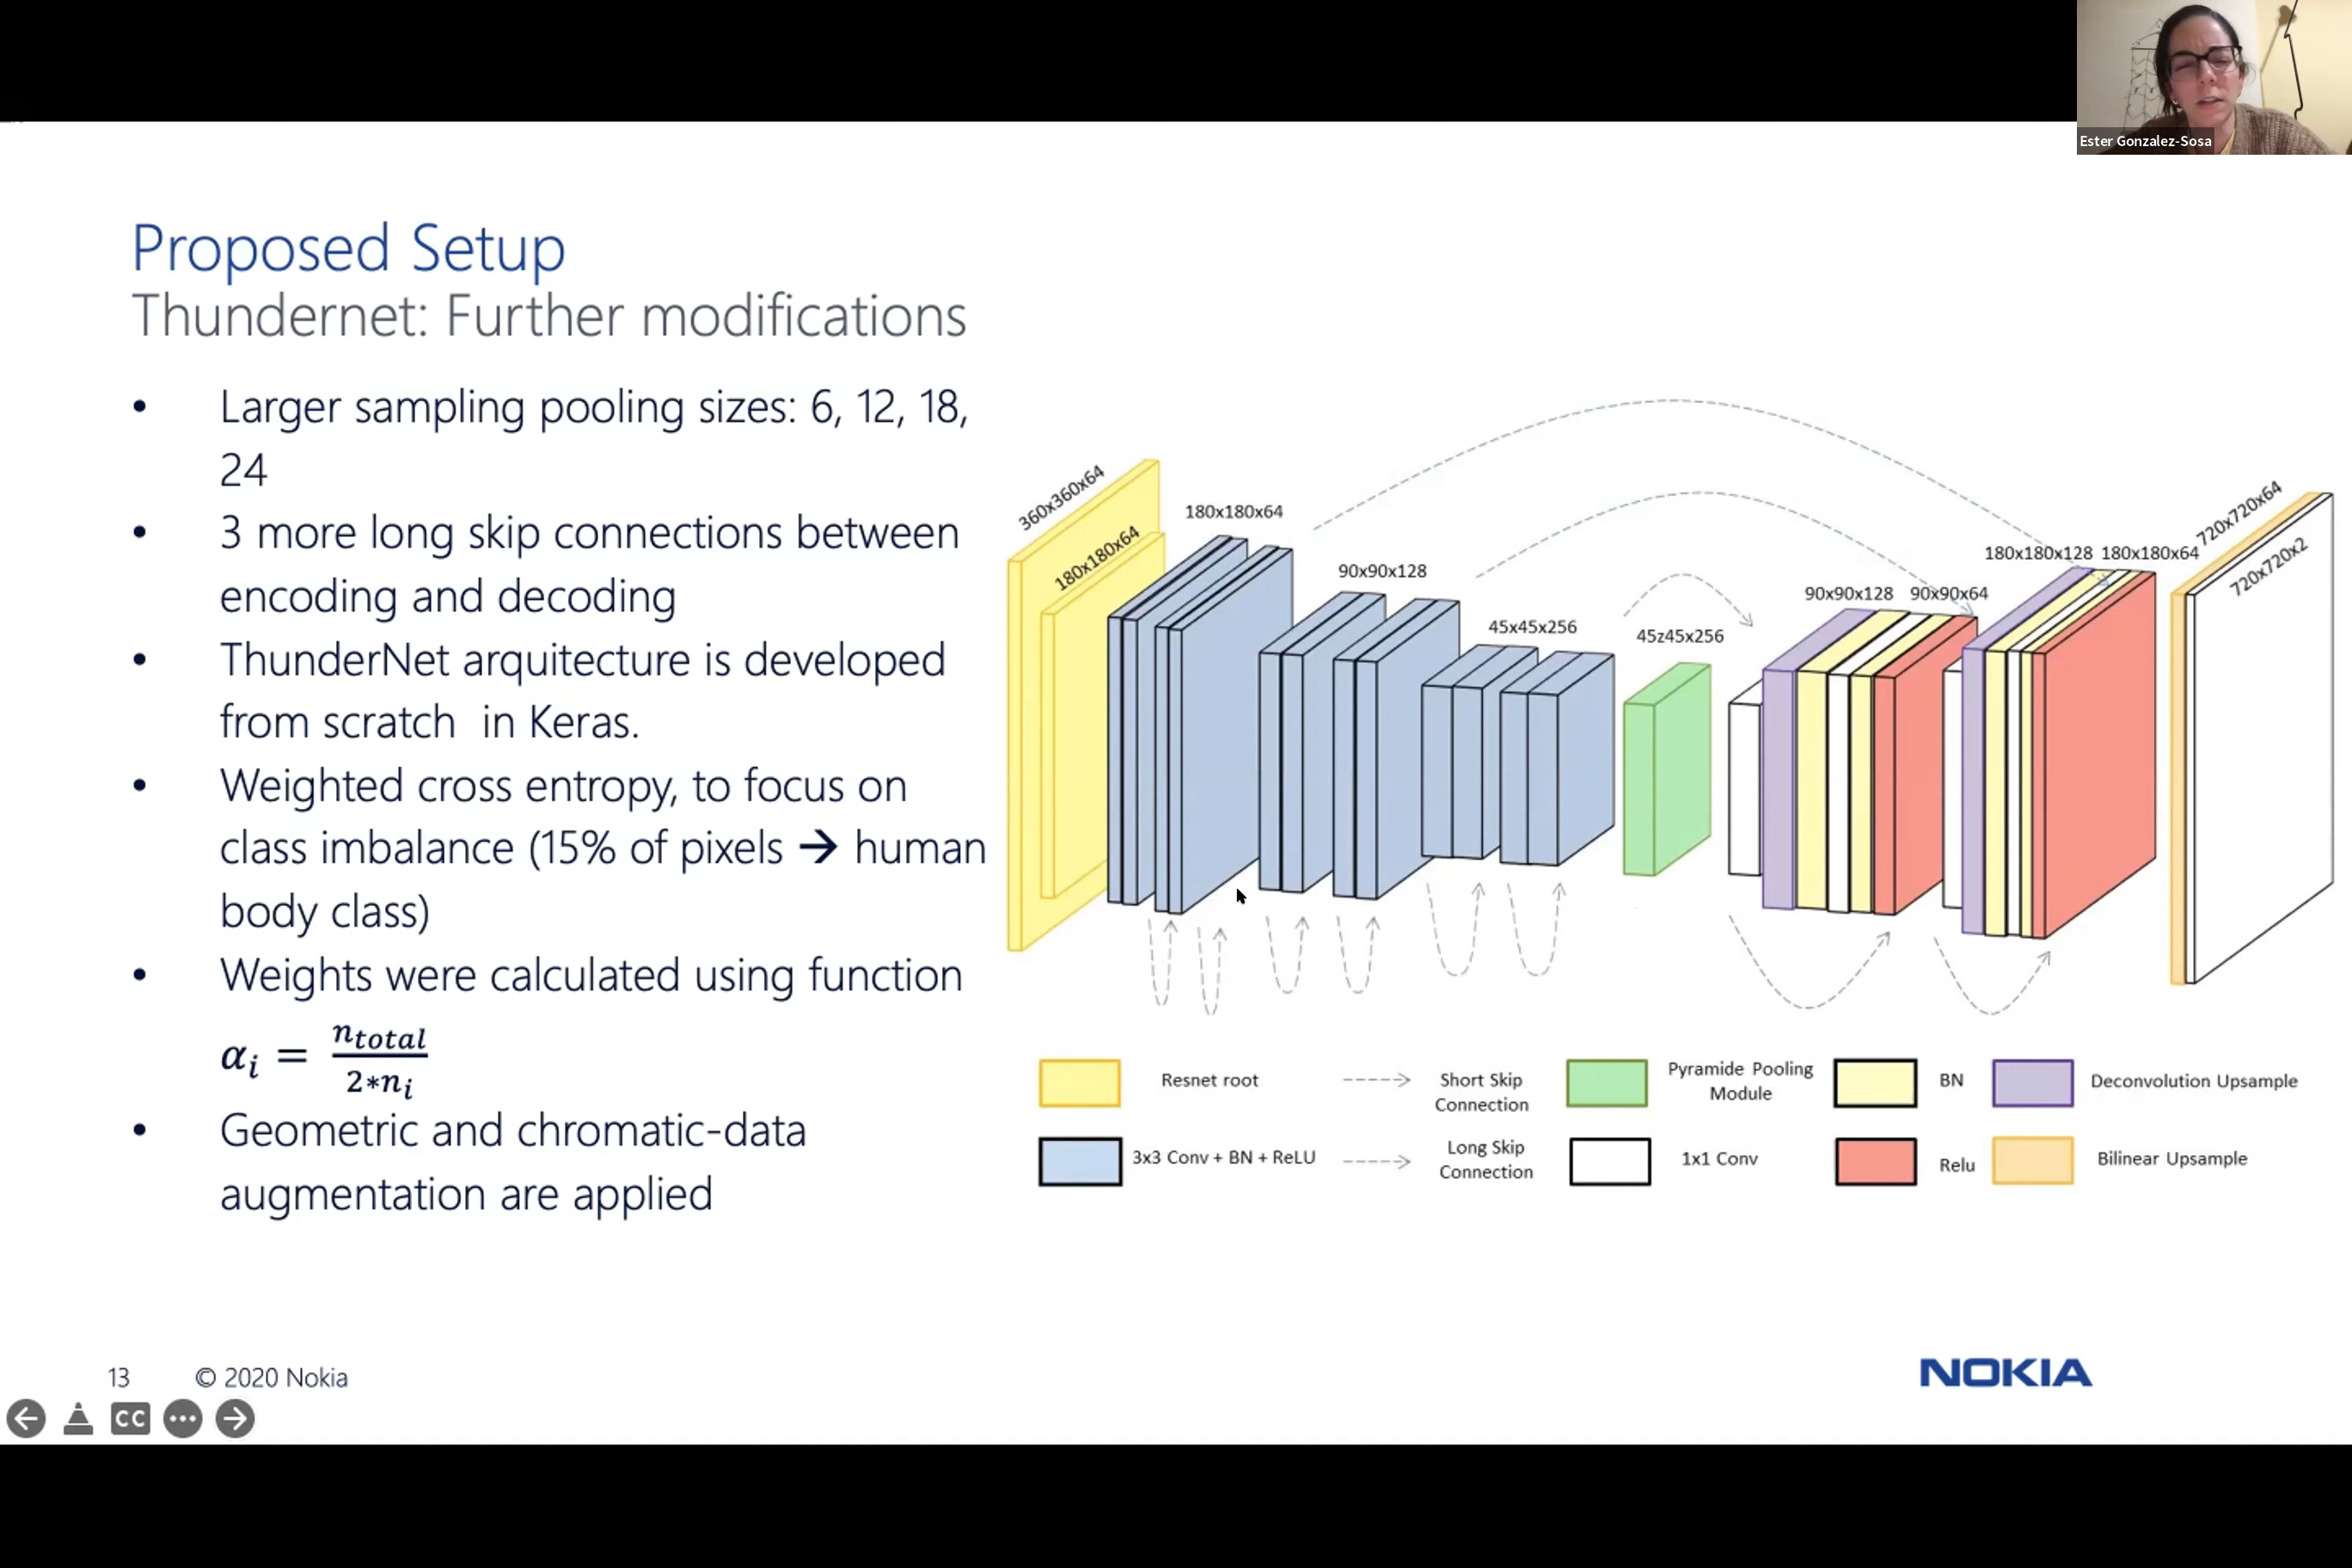 Ester Gonzalez-Sosa
Proposed Setup
Thundernet: Further modifications
• Larger sampling pooling sizes: 6, 12, 18,
24
• 3 more long skip connections between
encoding and decoding
• ThunderNet arquitecture is developed
from scratch in Keras.
• Weighted cross entropy, to focus on
class imbalance (15% of pixels → human
body class)
• Weights were calculated using function
α_i = n_total / 2*n_i
• Geometric and chromatic-data
augmentation are applied
360x360x64
180x180x64
180x180x64
90x90x128
45x45x256
45z45x256
90x90x128
90x90x64
180x180x128
180x180x64
720x720x64
720x720x2
Resnet root
Short Skip
Connection
Pyramide Pooling
Module
BN
Deconvolution Upsample
3x3 Conv + BN + ReLU
Long Skip
Connection
1x1 Conv
Relu
Bilinear Upsample
13
© 2020 Nokia
NOKIA
CC